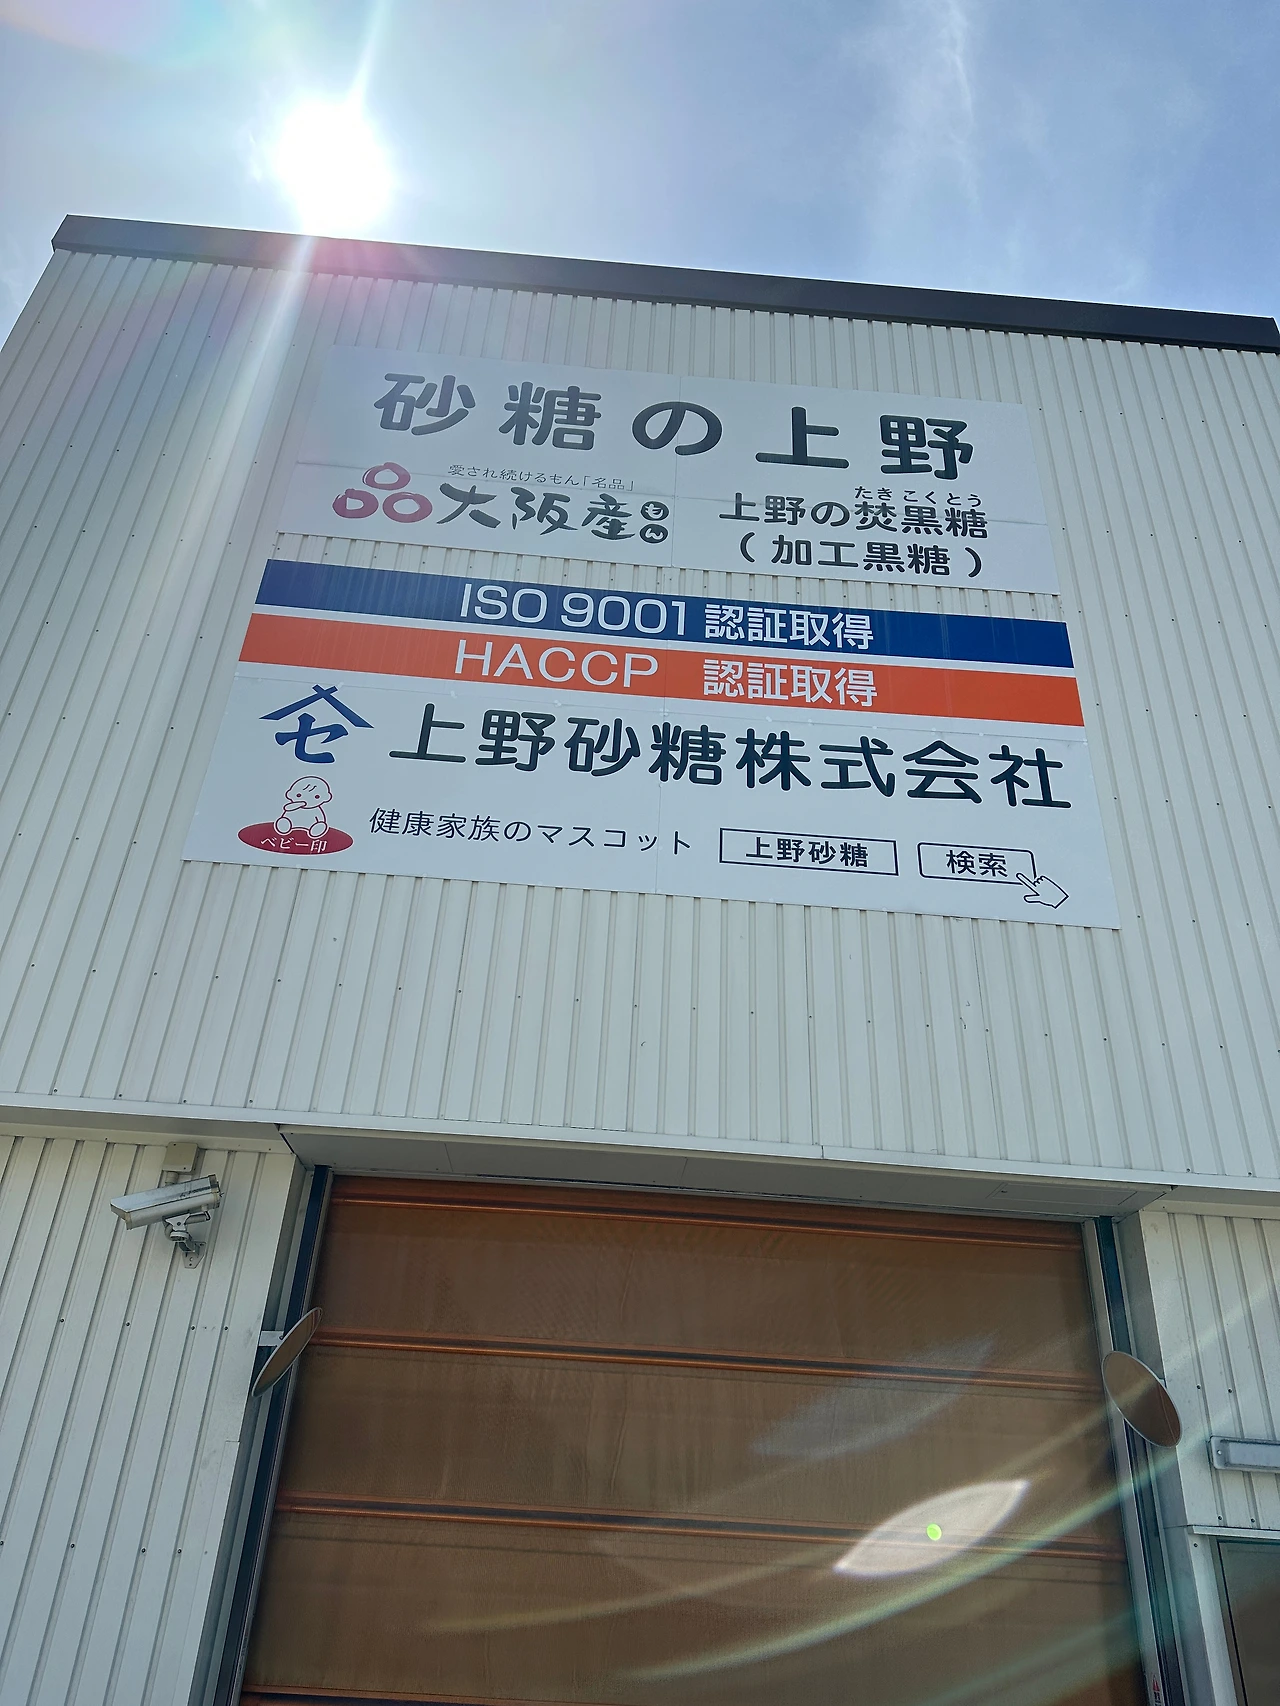 砂糖の上野
愛され続けるもん「名品」
大阪産もん
たきこくとう
上野の焚黒糖
(加工黒糖)
ISO 9001 認証取得
HACCP 認証取得
セ 上野砂糖株式会社
ベビー印
健康家族のマスコット 上野砂糖 検索